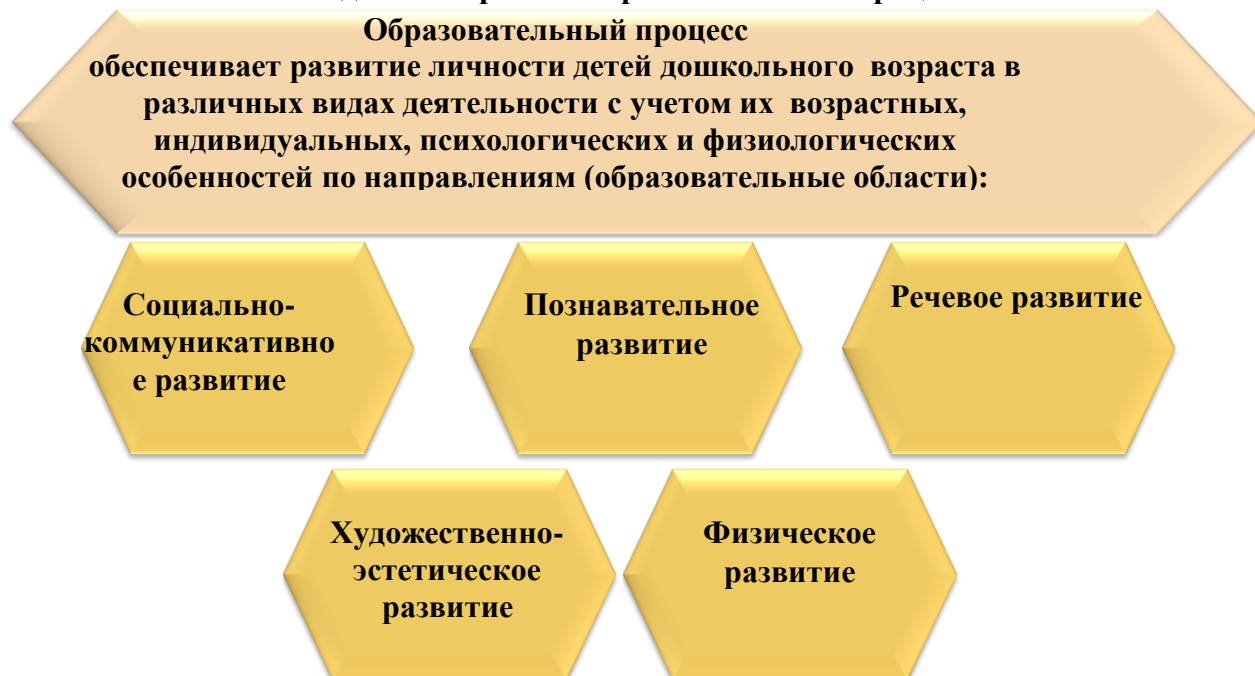 Образовательный процесс
обеспечивает развитие личности детей дошкольного возраста в
различных видах деятельности с учетом их возрастных,
индивидуальных, психологических и физиологических
особенностей по направлениям (образовательные области):
Социально-
коммуникативно
е развитие
Познавательное
развитие
Речевое развитие
Художественно-
эстетическое
развитие
Физическое
развитие